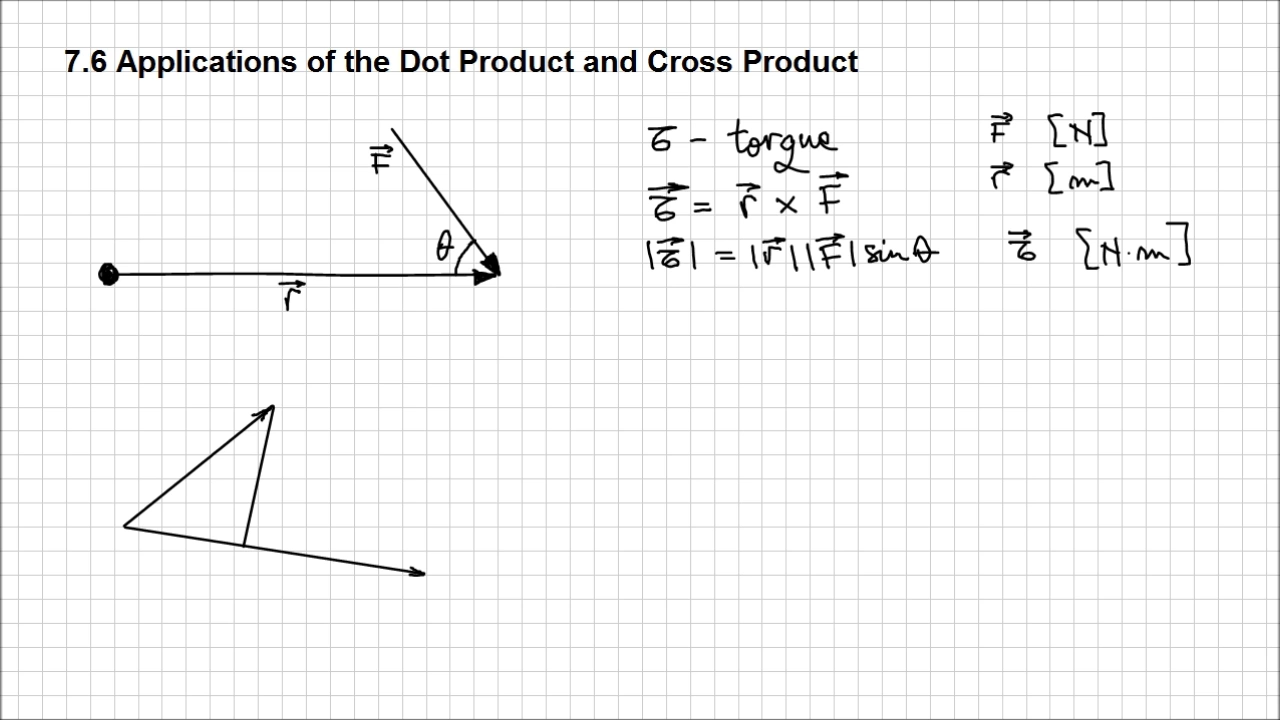 7.6 Applications of the Dot Product and Cross Product
F⃗
θ
r⃗
τ - torque
τ⃗ = r⃗ × F⃗
|τ⃗| = |r⃗||F⃗| sinθ
F⃗ [N]
r⃗ [m]
τ⃗ [N·m]